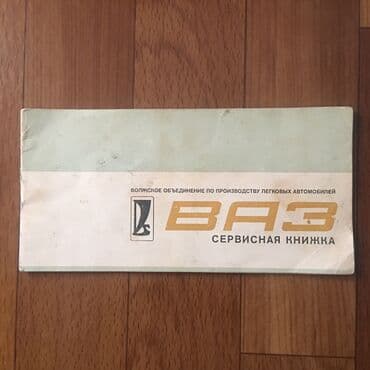 ВОЛЖСКОЕ ОБЪЕДИНЕНИЕ ПО ПРОИЗВОДСТВУ ЛЕГКОВЫХ АВТОМОБИЛЕЙ
ВАЗ
СЕРВИСНАЯ КНИЖКА